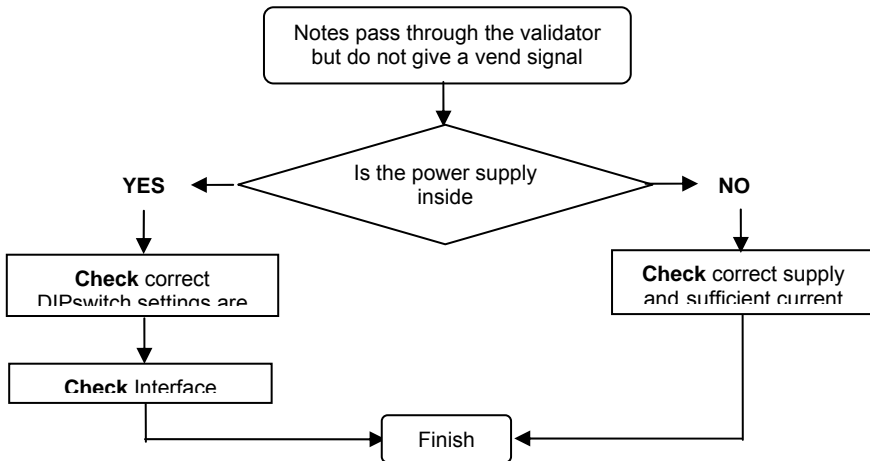 Notes pass through the validator
but do not give a vend signal
Is the power supply
inside
YES
NO
Check correct
DIPswitch settings are
Check correct supply
and sufficient current
Check Interface
Finish